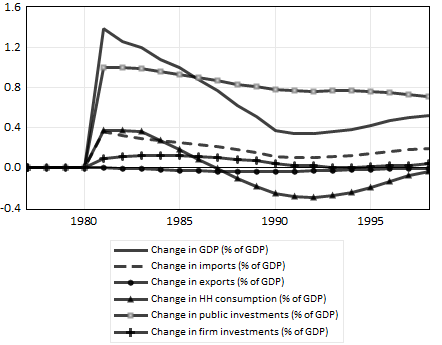 1.6
1.2
0.8
0.4
0.0
-0.4
1980 1985 1990 1995
Change in GDP (% of GDP)
Change in imports (% of GDP)
Change in exports (% of GDP)
Change in HH consumption (% of GDP)
Change in public investments (% of GDP)
Change in firm investments (% of GDP)